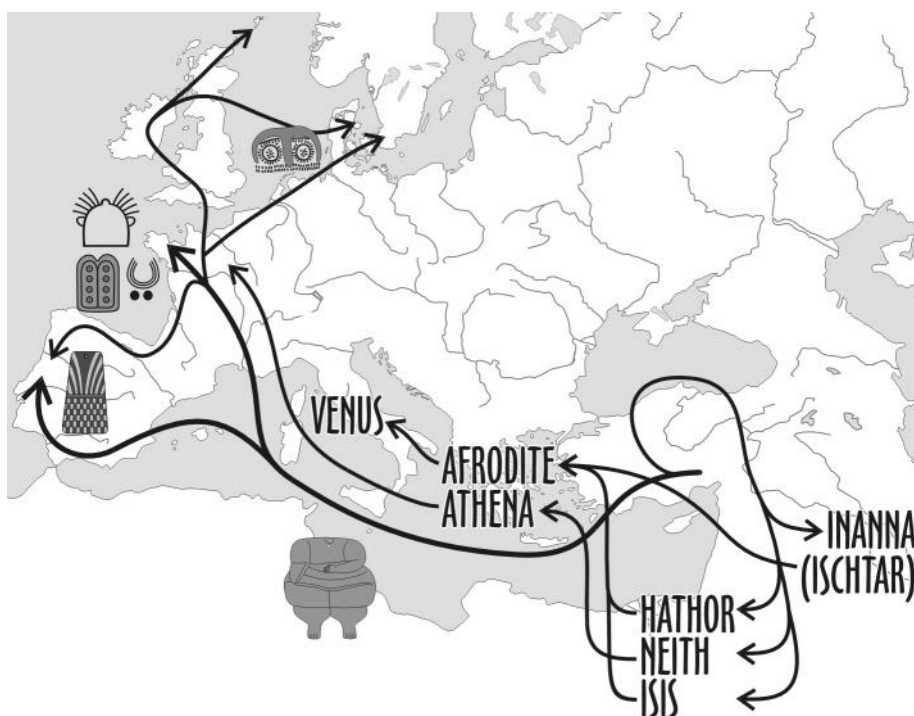 VENUS
AFRODITE
ATHENA
INANNA
(ISCHTAR)
HATHOR
NEITH
ISIS